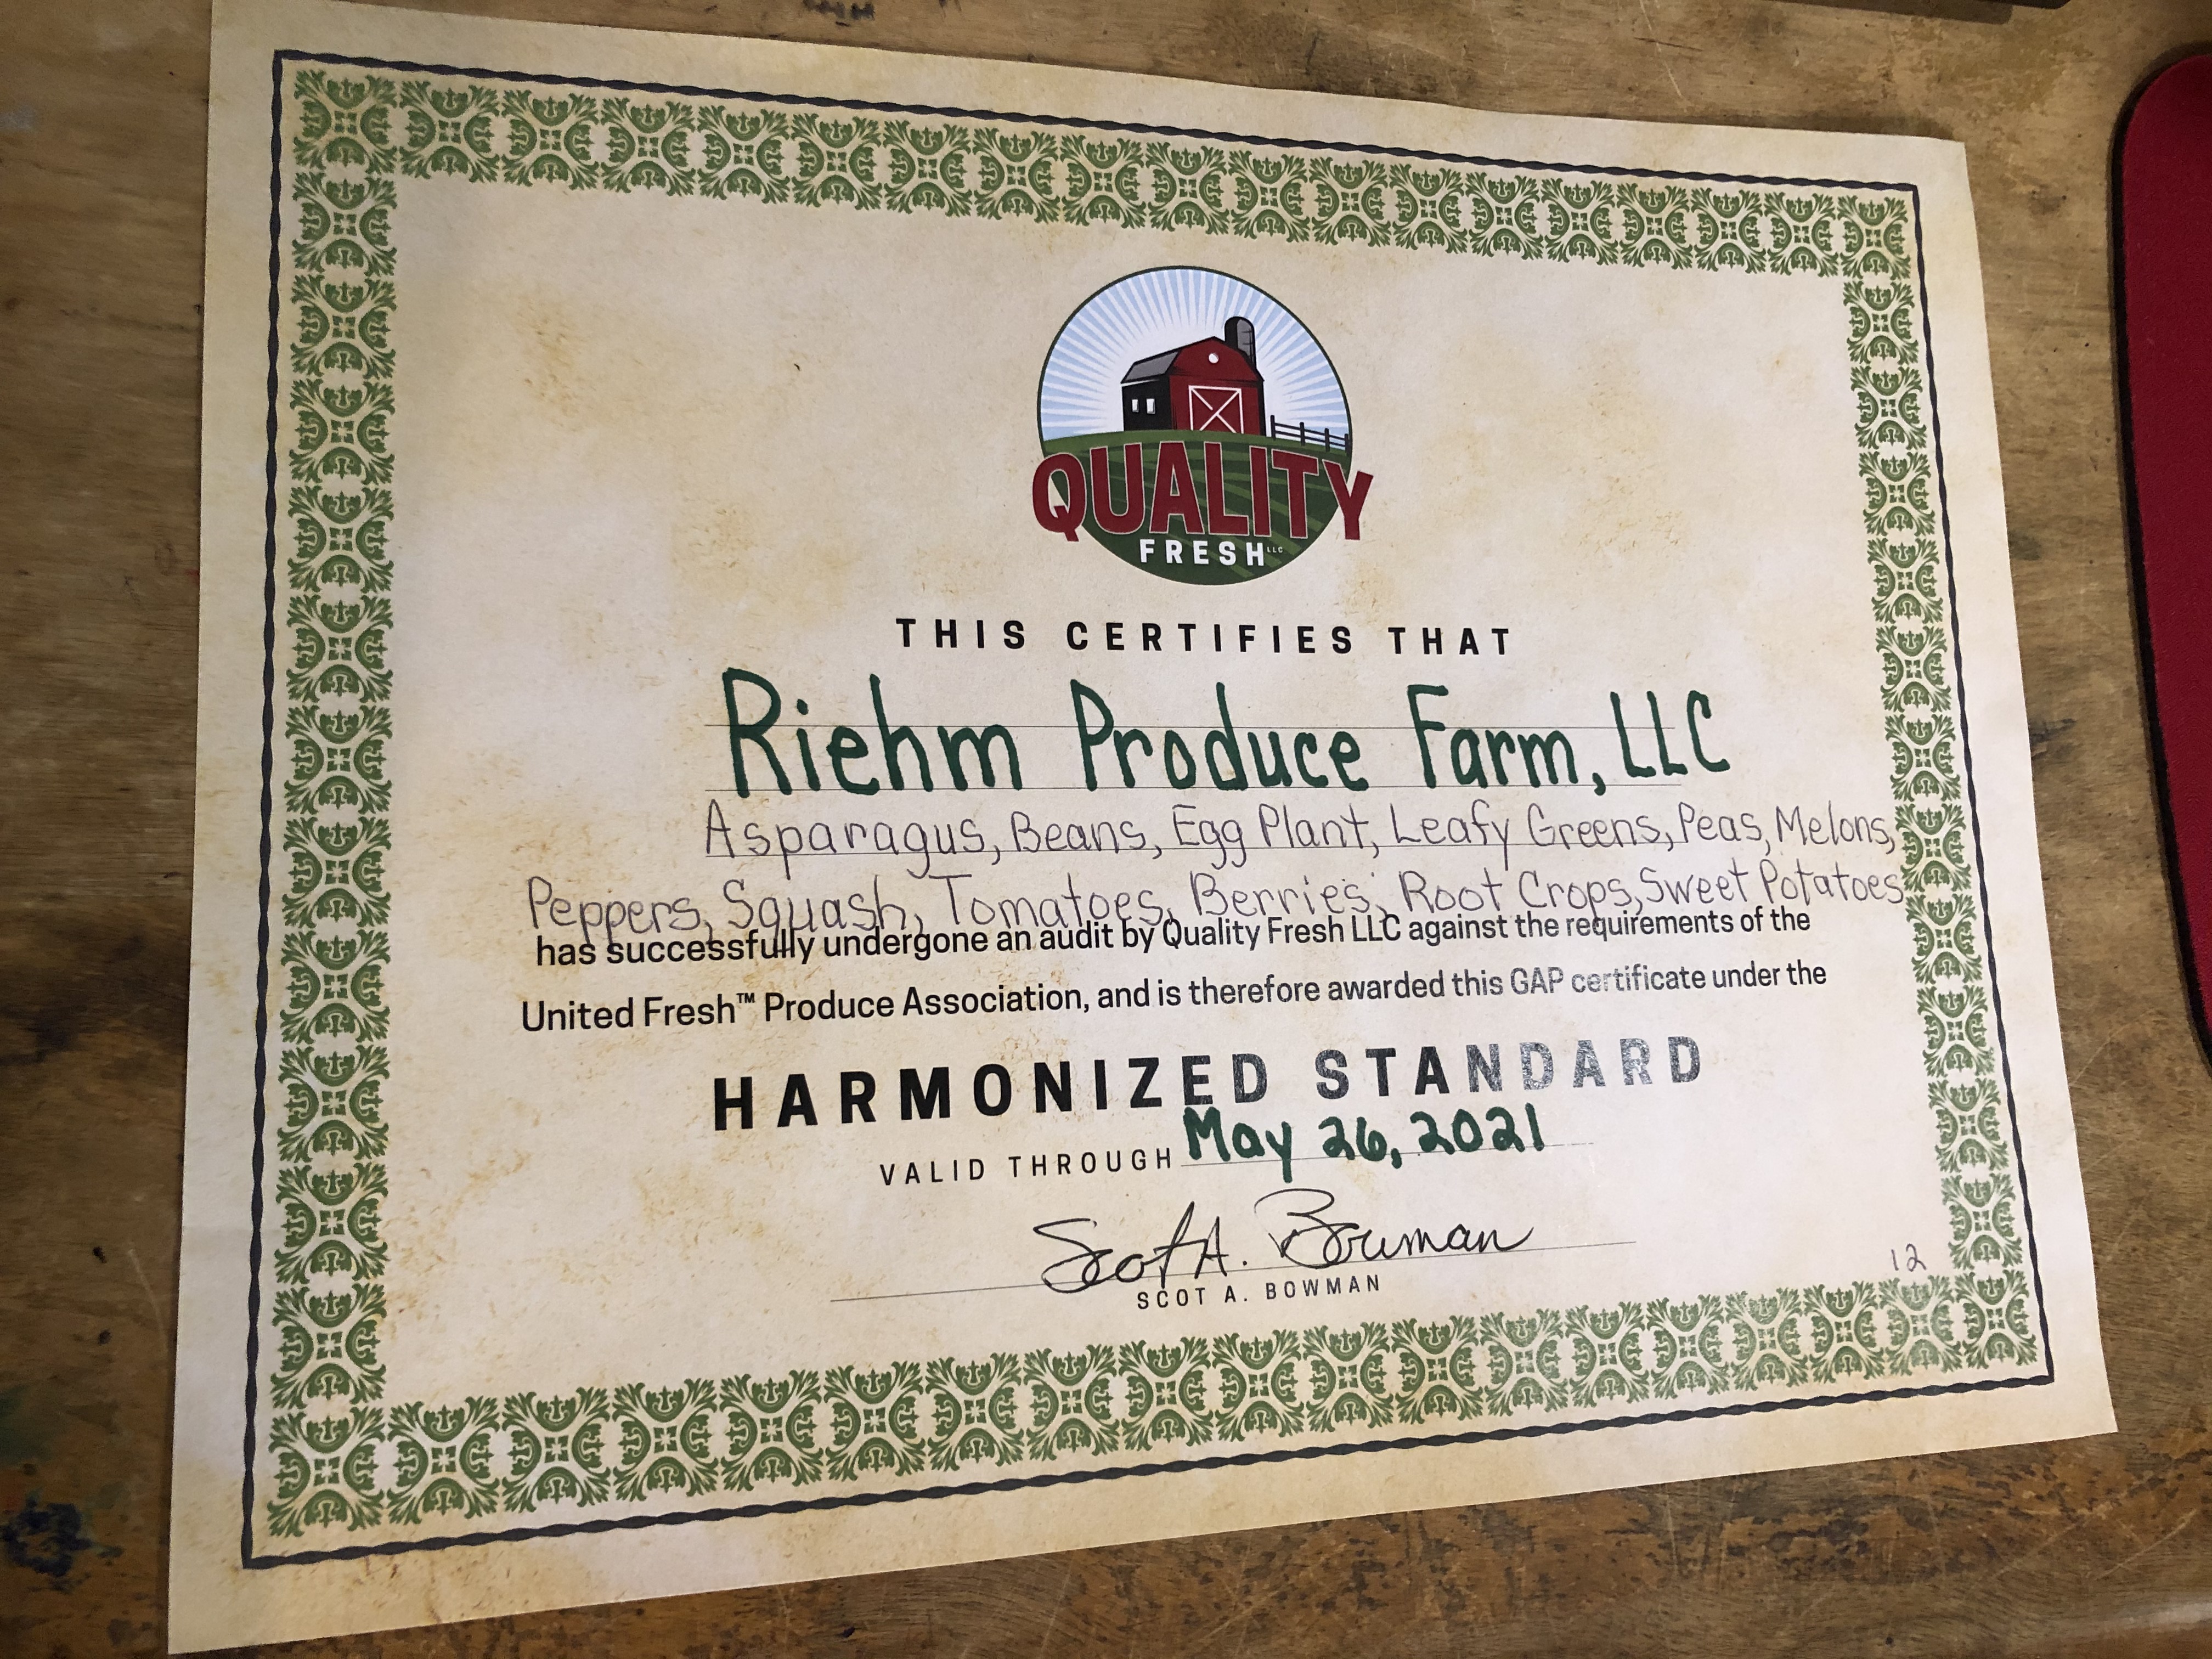 QUALITY
FRESH LLC
THIS CERTIFIES THAT
Riehm Produce Farm, LLC
Asparagus, Beans, Egg Plant, Leafy Greens, Peas, Melons,
Peppers, Squash, Tomatoes, Berries, Root Crops, Sweet Potatoes
has successfully undergone an audit by Quality Fresh LLC against the requirements of the
United Fresh™ Produce Association, and is therefore awarded this GAP certificate under the
HARMONIZED STANDARD
VALID THROUGH May 26, 2021
Scot A. Bowman
SCOT A. BOWMAN
12